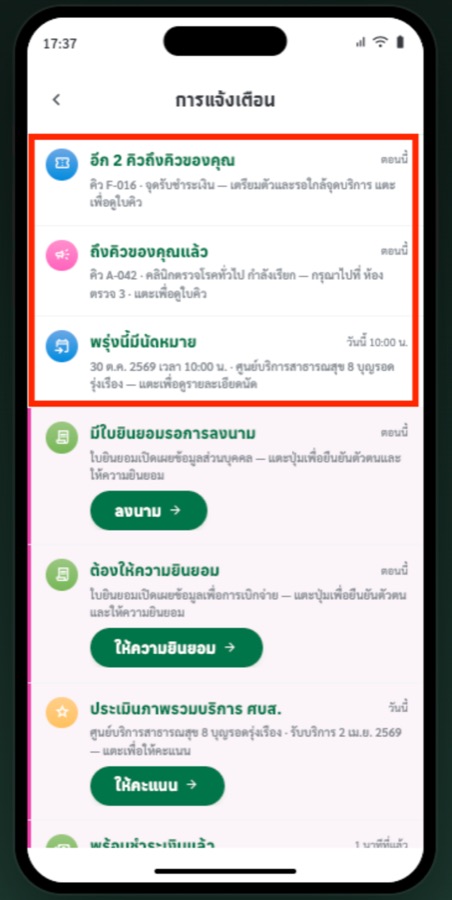 17:37
การแจ้งเตือน
อีก 2 คิวถึงคิวของคุณ
ตอนนี้
คิว F-016 · จุดรับชำระเงิน — เตรียมตัวและรอใกล้จุดบริการ แตะ
เพื่อดูใบคิว
ถึงคิวของคุณแล้ว
ตอนนี้
คิว A-042 · คลินิกตรวจโรคทั่วไป กำลังเรียก — กรุณาไปที่ ห้อง
ตรวจ 3 · แตะเพื่อดูใบคิว
พรุ่งนี้มีนัดหมาย
วันนี้ 10:00 น.
30 ต.ค. 2569 เวลา 10:00 น. · ศูนย์บริการสาธารณสุข 8 บุญรอด
รุ่งเรือง — แตะเพื่อดูรายละเอียดนัด
มีใบยินยอมรอการลงนาม
ตอนนี้
ใบยินยอมเปิดเผยข้อมูลส่วนบุคคล — แตะปุ่มเพื่อยืนยันตัวตนและ
ให้ความยินยอม
ลงนาม →
ต้องให้ความยินยอม
ตอนนี้
ใบยินยอมเปิดเผยข้อมูลเพื่อการเบิกจ่าย — แตะปุ่มเพื่อยืนยันตัวตน
และให้ความยินยอม
ให้ความยินยอม →
ประเมินภาพรวมบริการ ศบส.
วันนี้
ศูนย์บริการสาธารณสุข 8 บุญรอดรุ่งเรือง · รับบริการ 2 เม.ย. 2569
— แตะเพื่อให้คะแนน
ให้คะแนน →
พร้อมชำระเงินแล้ว
1 นาทีที่แล้ว